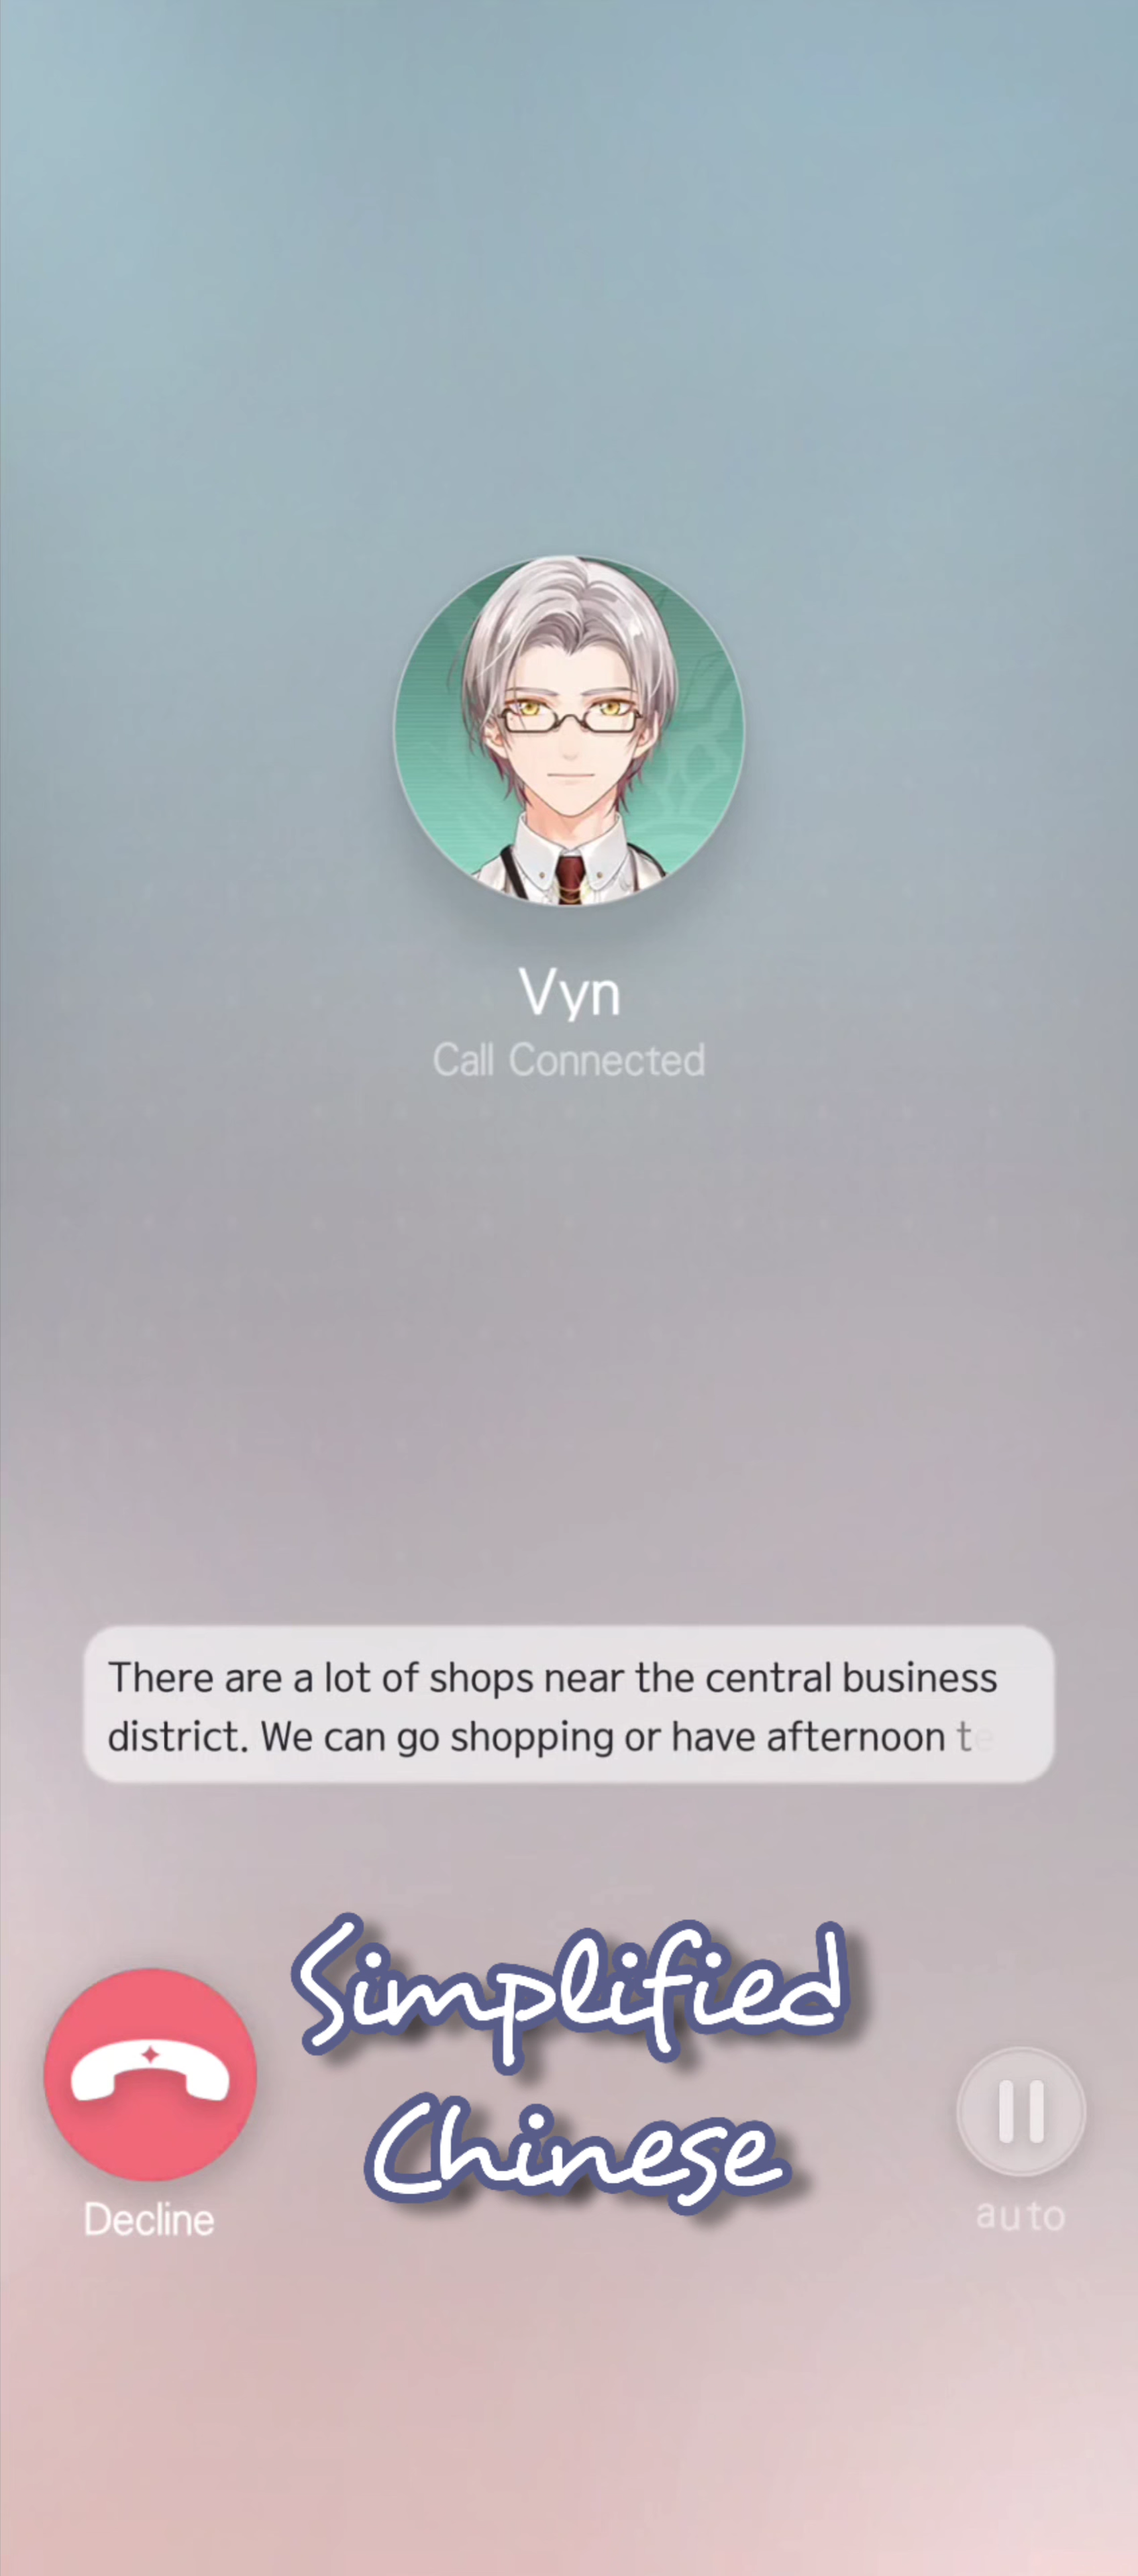 Vyn
Call Connected
There are a lot of shops near the central business
district. We can go shopping or have afternoon te
Simplified
Chinese
Decline
auto